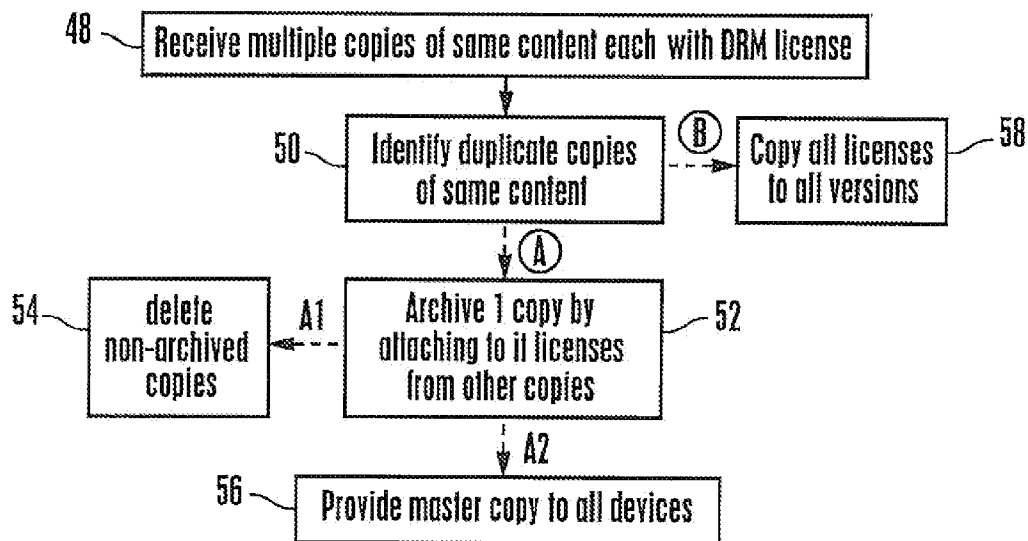 48
Receive multiple copies of same content each with DRM license
50
Identify duplicate copies
of same content
B
Copy all licenses
to all versions
58
A
54
delete
non-archived
copies
A1
Archive 1 copy by
attaching to it licenses
from other copies
52
A2
56
Provide master copy to all devices